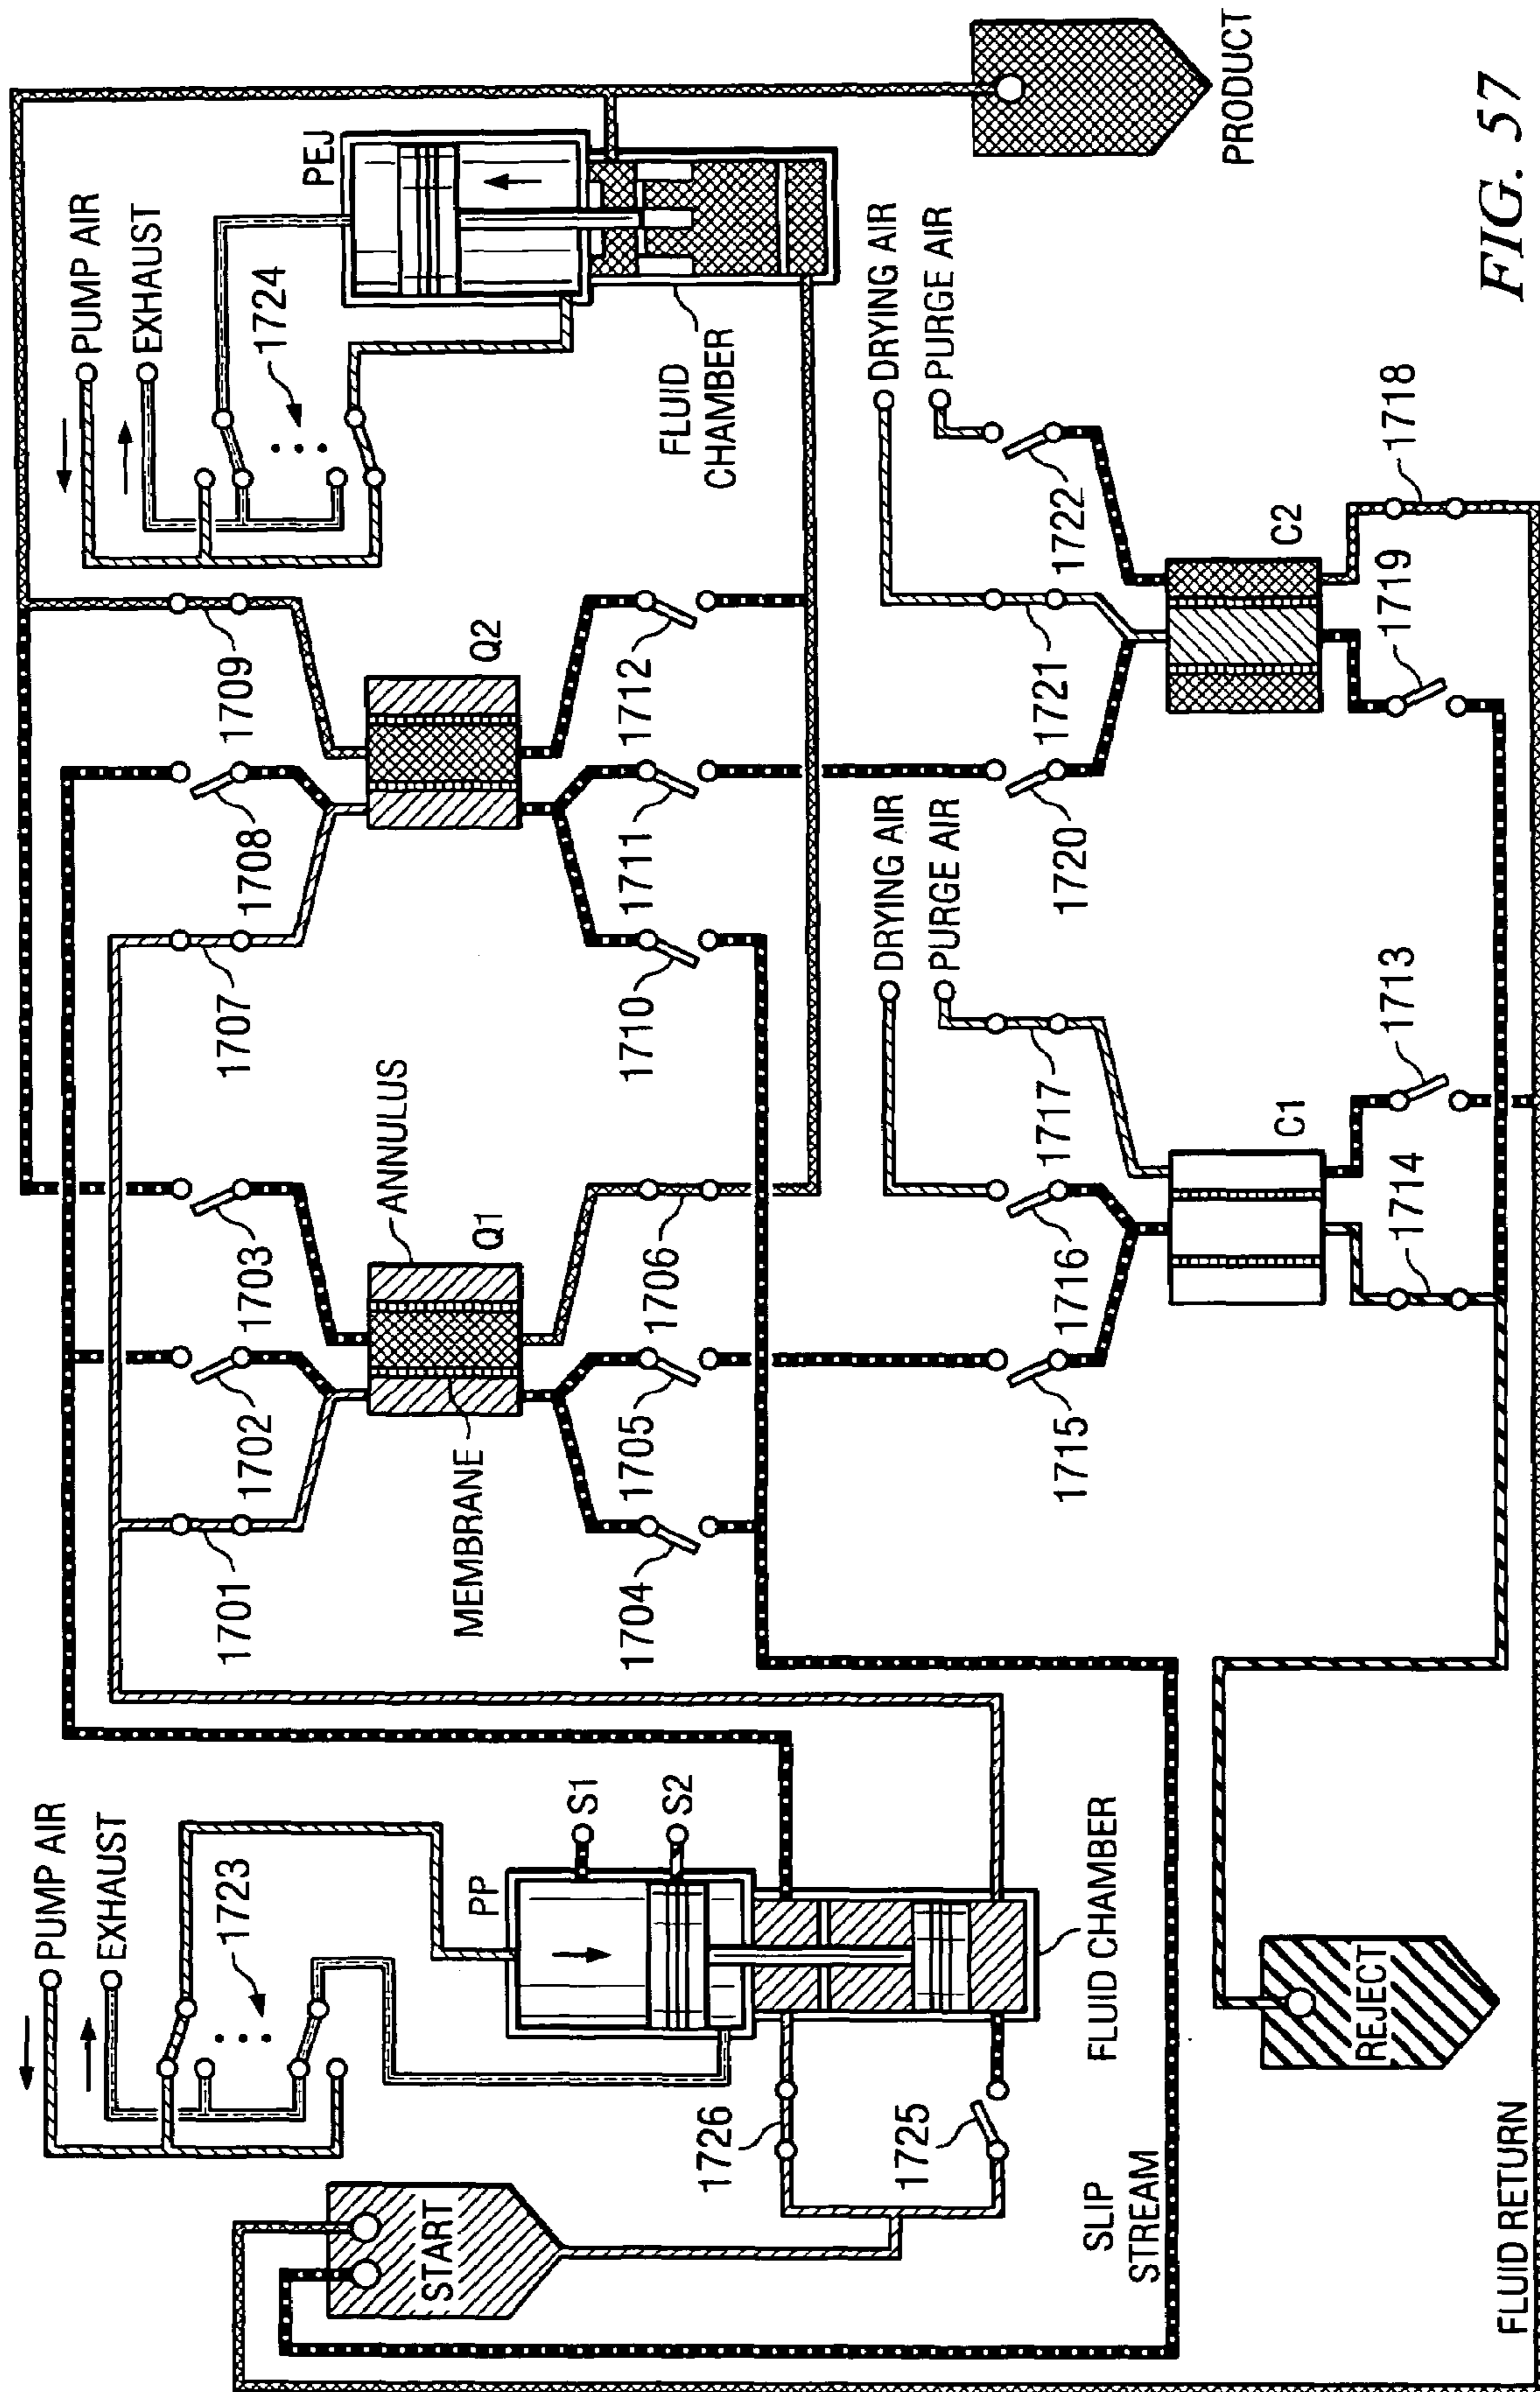 PUMP AIR
EXHAUST
1723
PP
S1
S2
START
1726
1725
FLUID CHAMBER
SLIP
STREAM
REJECT
FLUID RETURN
1701
1702
1703
ANNULUS
MEMBRANE
Q1
1704
1705
1706
1707
1708
1709
Q2
1710
1711
1712
PUMP AIR
EXHAUST
1724
PEJ
FLUID
CHAMBER
PRODUCT
DRYING AIR
PURGE AIR
1715
1716
1717
C1
1714
1713
DRYING AIR
PURGE AIR
1720
1721
1722
C2
1719
1718
FIG. 57